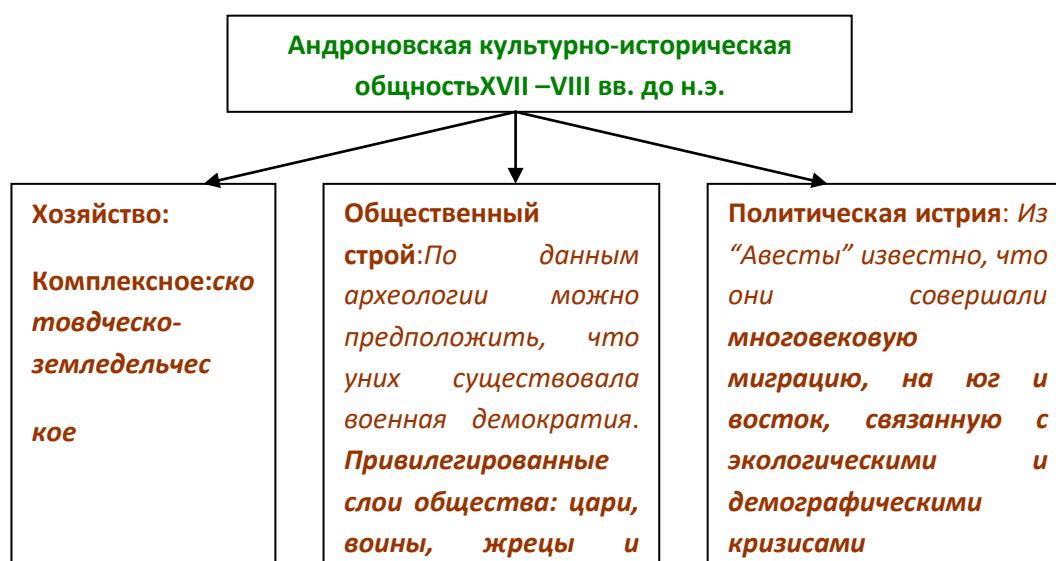 Андроновская культурно-историческая
общностьXVII –VIII вв. до н.э.
Хозяйство:
Комплексное:ско
товдческо-
земледельчес
кое
Общественный
строй:По данным
археологии можно
предположить, что
уних существовала
военная демократия.
Привилегированные
слои общества: цари,
воины, жрецы и
Политическая истрия: Из
“Авесты” известно, что
они совершали
многовековую
миграцию, на юг и
восток, связанную с
экологическими и
демографическими
кризисами